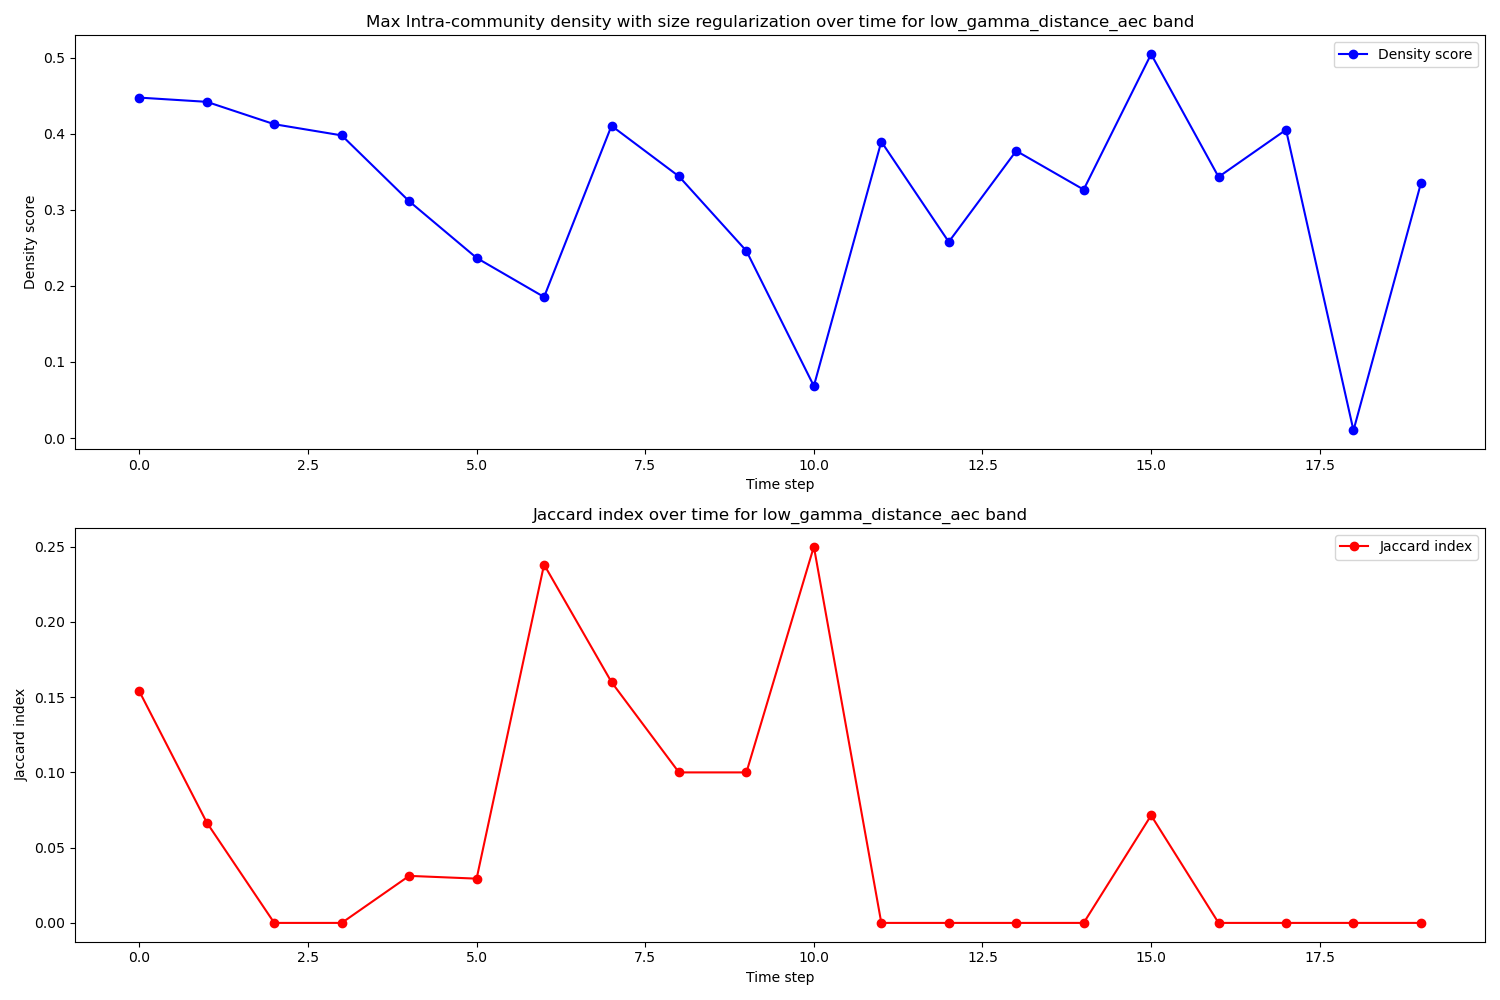 Max Intra-community density with size regularization over time for low_gamma_distance_aec band
Density score
0.5
0.4
0.3
0.2
0.1
0.0
Density score
0.0 2.5 5.0 7.5 10.0 12.5 15.0 17.5
Time step
Jaccard index over time for low_gamma_distance_aec band
Jaccard index
0.25
0.20
0.15
0.10
0.05
0.00
Jaccard index
0.0 2.5 5.0 7.5 10.0 12.5 15.0 17.5
Time step